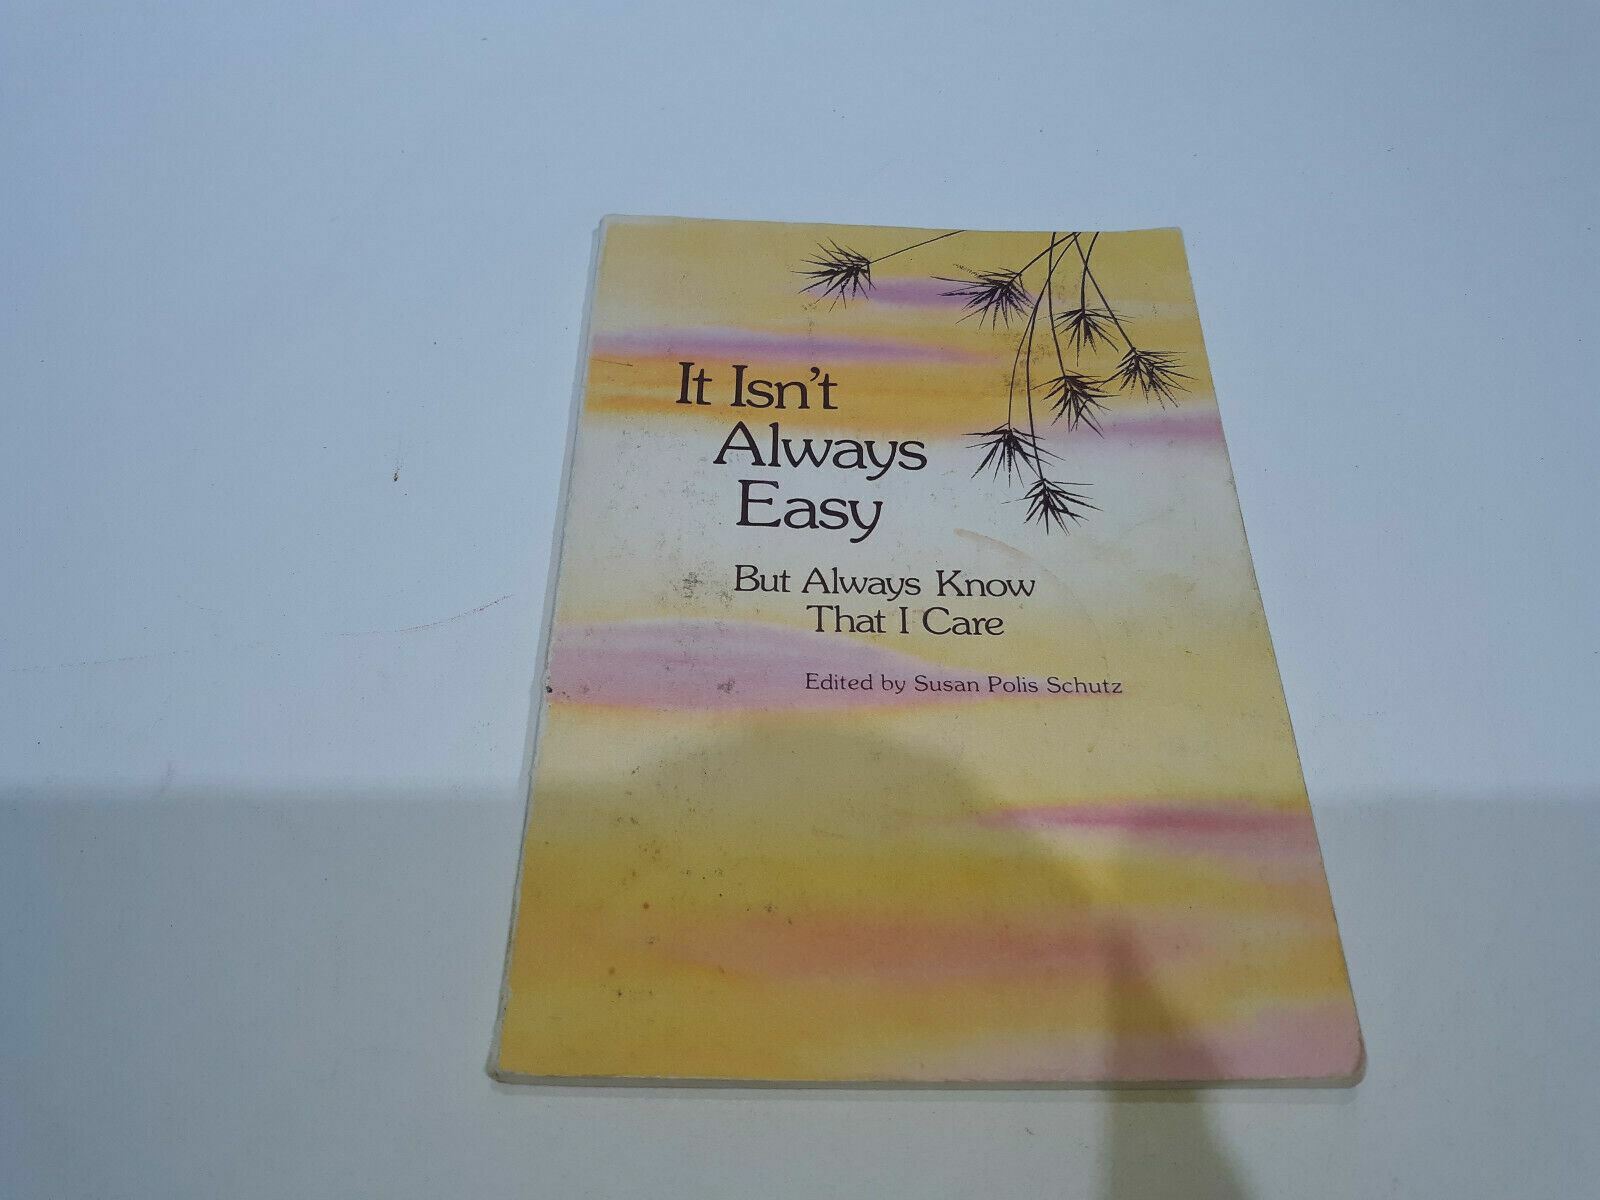 It Isn't
Always
Easy
But Always Know
That I Care
Edited by Susan Polis Schutz